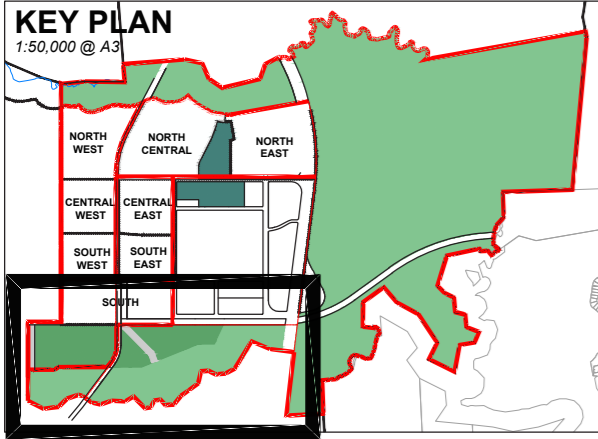 KEY PLAN
1:50,000 @ A3
NORTH
WEST
NORTH
CENTRAL
NORTH
EAST
CENTRAL
WEST
CENTRAL
EAST
SOUTH
WEST
SOUTH
EAST
SOUTH